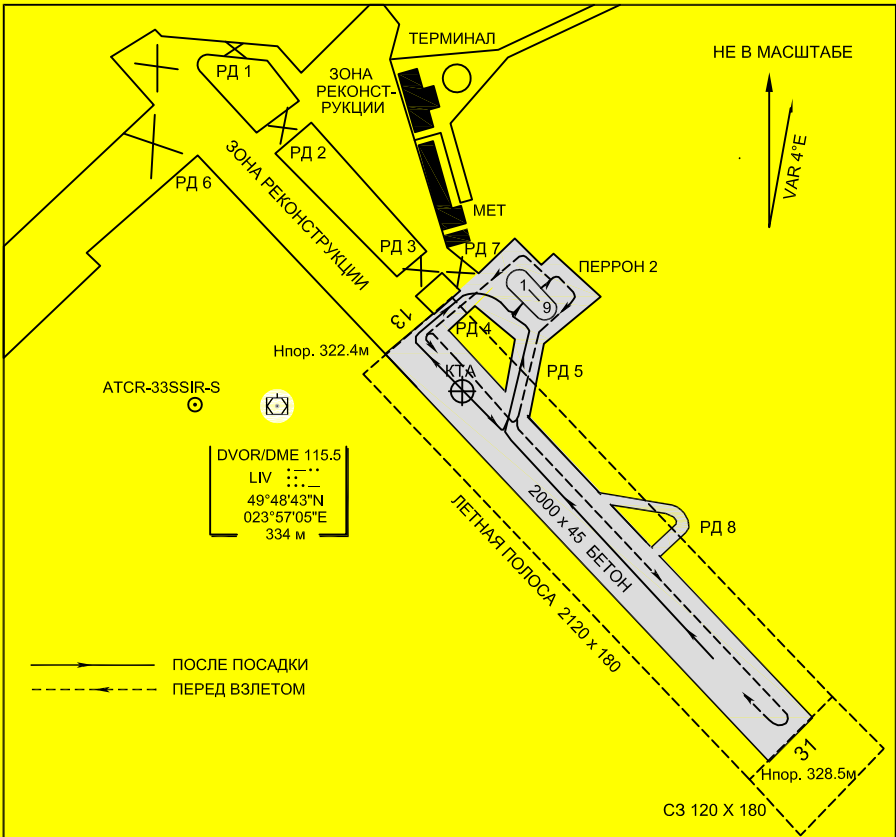 ТЕРМИНАЛ
НЕ В МАСШТАБЕ
РД 1
ЗОНА
РЕКОНСТ-
РУКЦИИ
VAR 4°E
РД 2
ЗОНА РЕКОНСТРУКЦИИ
РД 6
МЕТ
РД 3
РД 7
ПЕРРОН 2
1
9
13
РД 4
Нпор. 322.4м
КТА
РД 5
ATCR-33SSIR-S
DVOR/DME 115.5
LIV
49°48'43"N
023°57'05"E
334 м
2000 x 45 БЕТОН
РД 8
ЛЕТНАЯ ПОЛОСА 2120 x 180
ПОСЛЕ ПОСАДКИ
ПЕРЕД ВЗЛЕТОМ
31
Нпор. 328.5м
СЗ 120 X 180